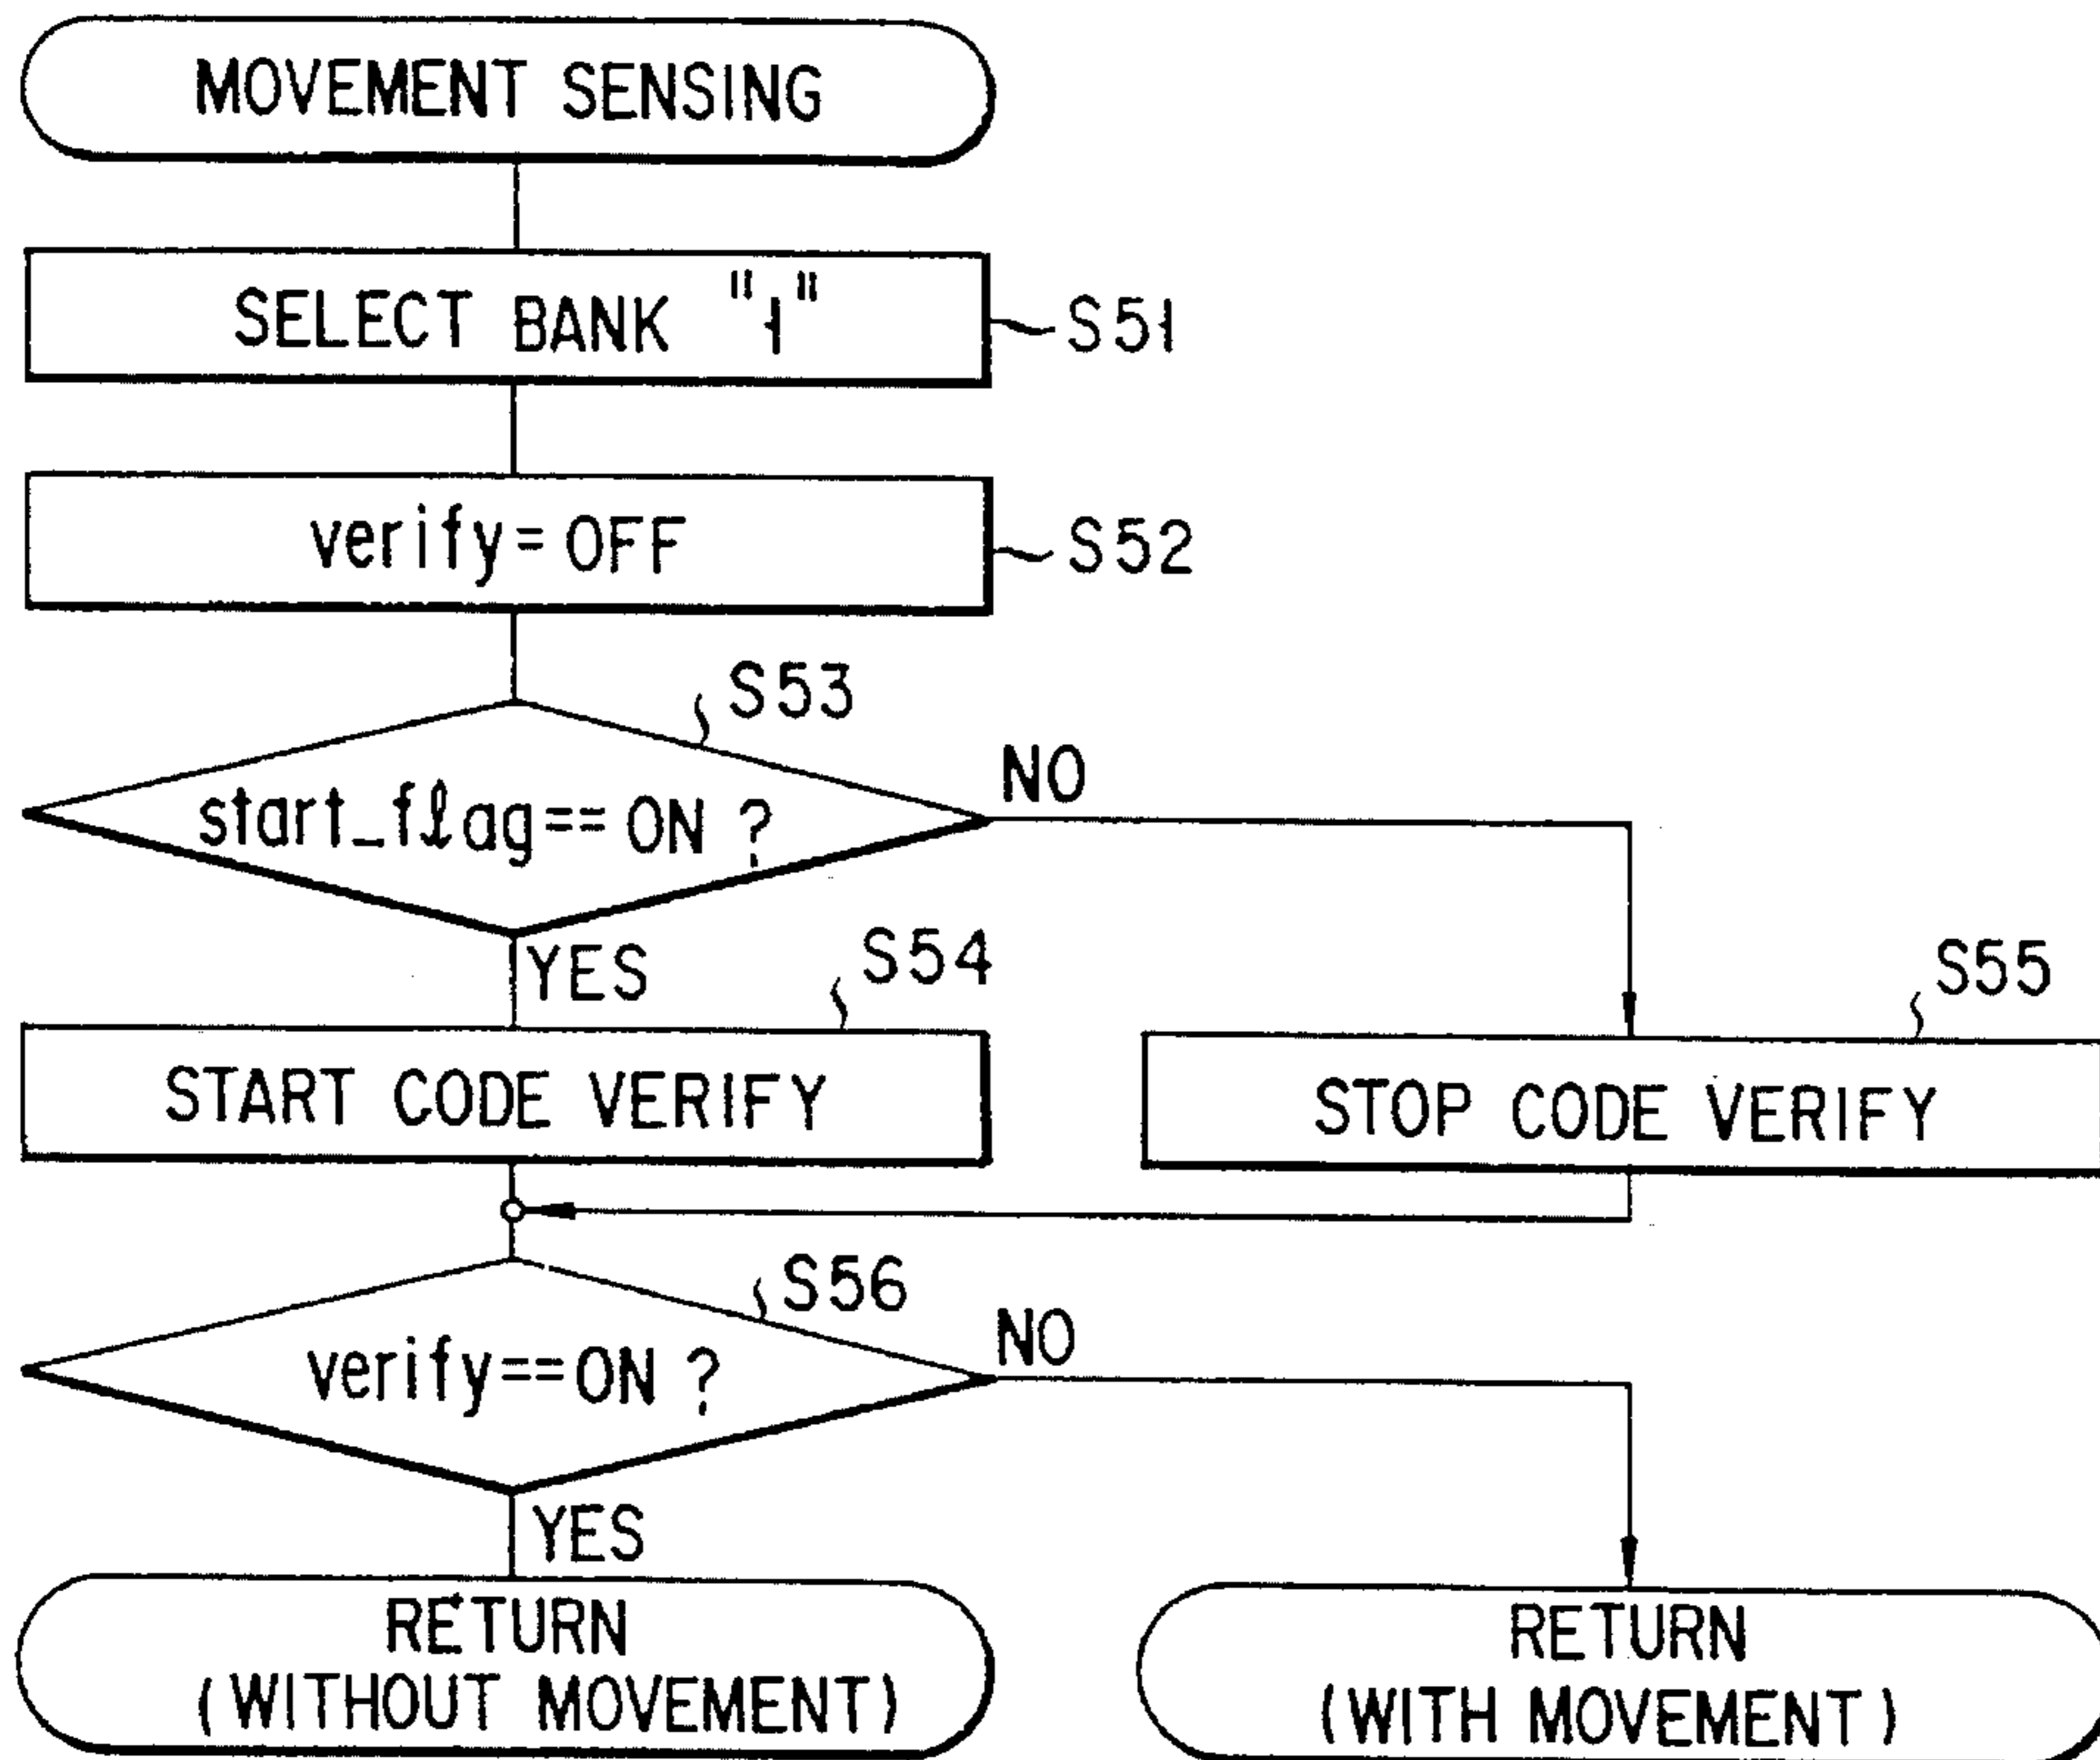 MOVEMENT SENSING
SELECT BANK "1"
S51
verify=OFF
S52
S53
start_flag==ON ?
NO
YES
S54
START CODE VERIFY
S55
STOP CODE VERIFY
S56
verify==ON ?
NO
YES
RETURN
(WITHOUT MOVEMENT)
RETURN
(WITH MOVEMENT)